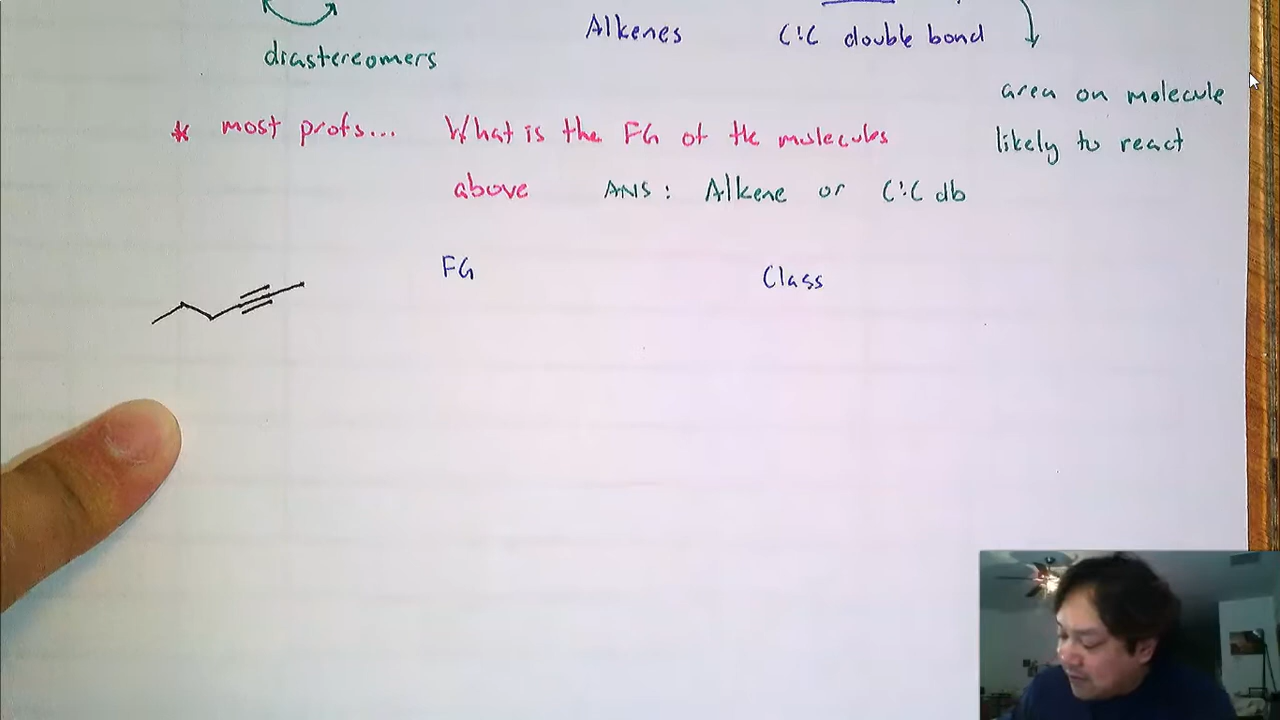 Alkenes C:C double bond
diastereomers
area on molecule
likely to react
* most profs... What is the FG of the molecules
above ANS: Alkene or C:C db
FG Class